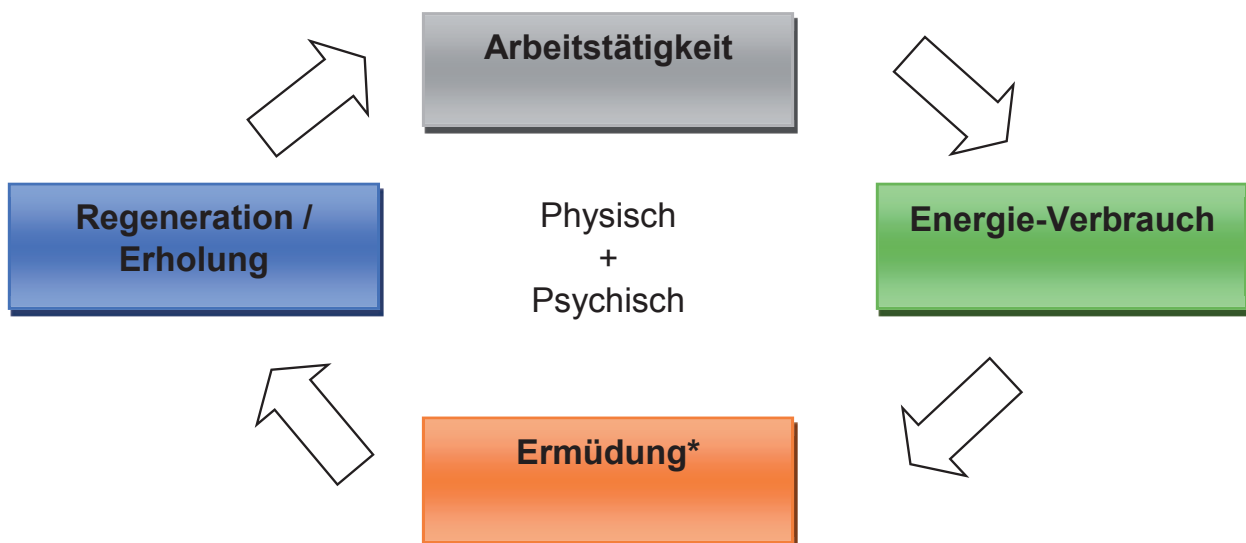 Arbeitstätigkeit
Regeneration /
Erholung
Physisch
+
Psychisch
Energie-Verbrauch
Ermüdung*